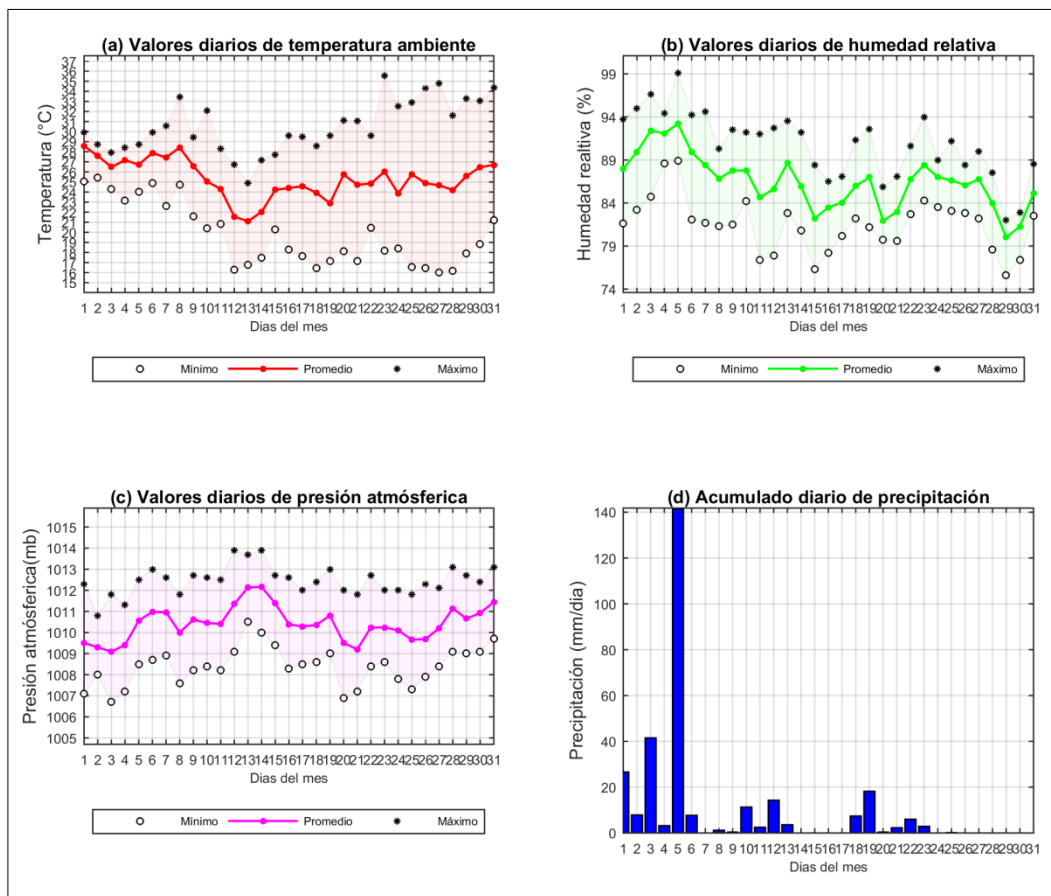 (a) Valores diarios de temperatura ambiente
Temperatura (°C)
37
36
35
34
33
32
31
30
29
28
27
26
25
24
23
22
21
20
19
18
17
16
15
1 2 3 4 5 6 7 8 9 10 11 12 13 14 15 16 17 18 19 20 21 22 23 24 25 26 27 28 29 30 31
Dias del mes
Mínimo Promedio Máximo
(b) Valores diarios de humedad relativa
Humedad realtiva (%)
99
94
89
84
79
74
1 2 3 4 5 6 7 8 9 10 11 12 13 14 15 16 17 18 19 20 21 22 23 24 25 26 27 28 29 30 31
Dias del mes
Mínimo Promedio Máximo
(c) Valores diarios de presión atmósferica
Presión atmósferica(mb)
1015
1014
1013
1012
1011
1010
1009
1008
1007
1006
1005
1 2 3 4 5 6 7 8 9 10 11 12 13 14 15 16 17 18 19 20 21 22 23 24 25 26 27 28 29 30 31
Dias del mes
Mínimo Promedio Máximo
(d) Acumulado diario de precipitación
Precipitación (mm/dia)
140
120
100
80
60
40
20
0
1 2 3 4 5 6 7 8 9 10 11 12 13 14 15 16 17 18 19 20 21 22 23 24 25 26 27 28 29 30 31
Dias del mes